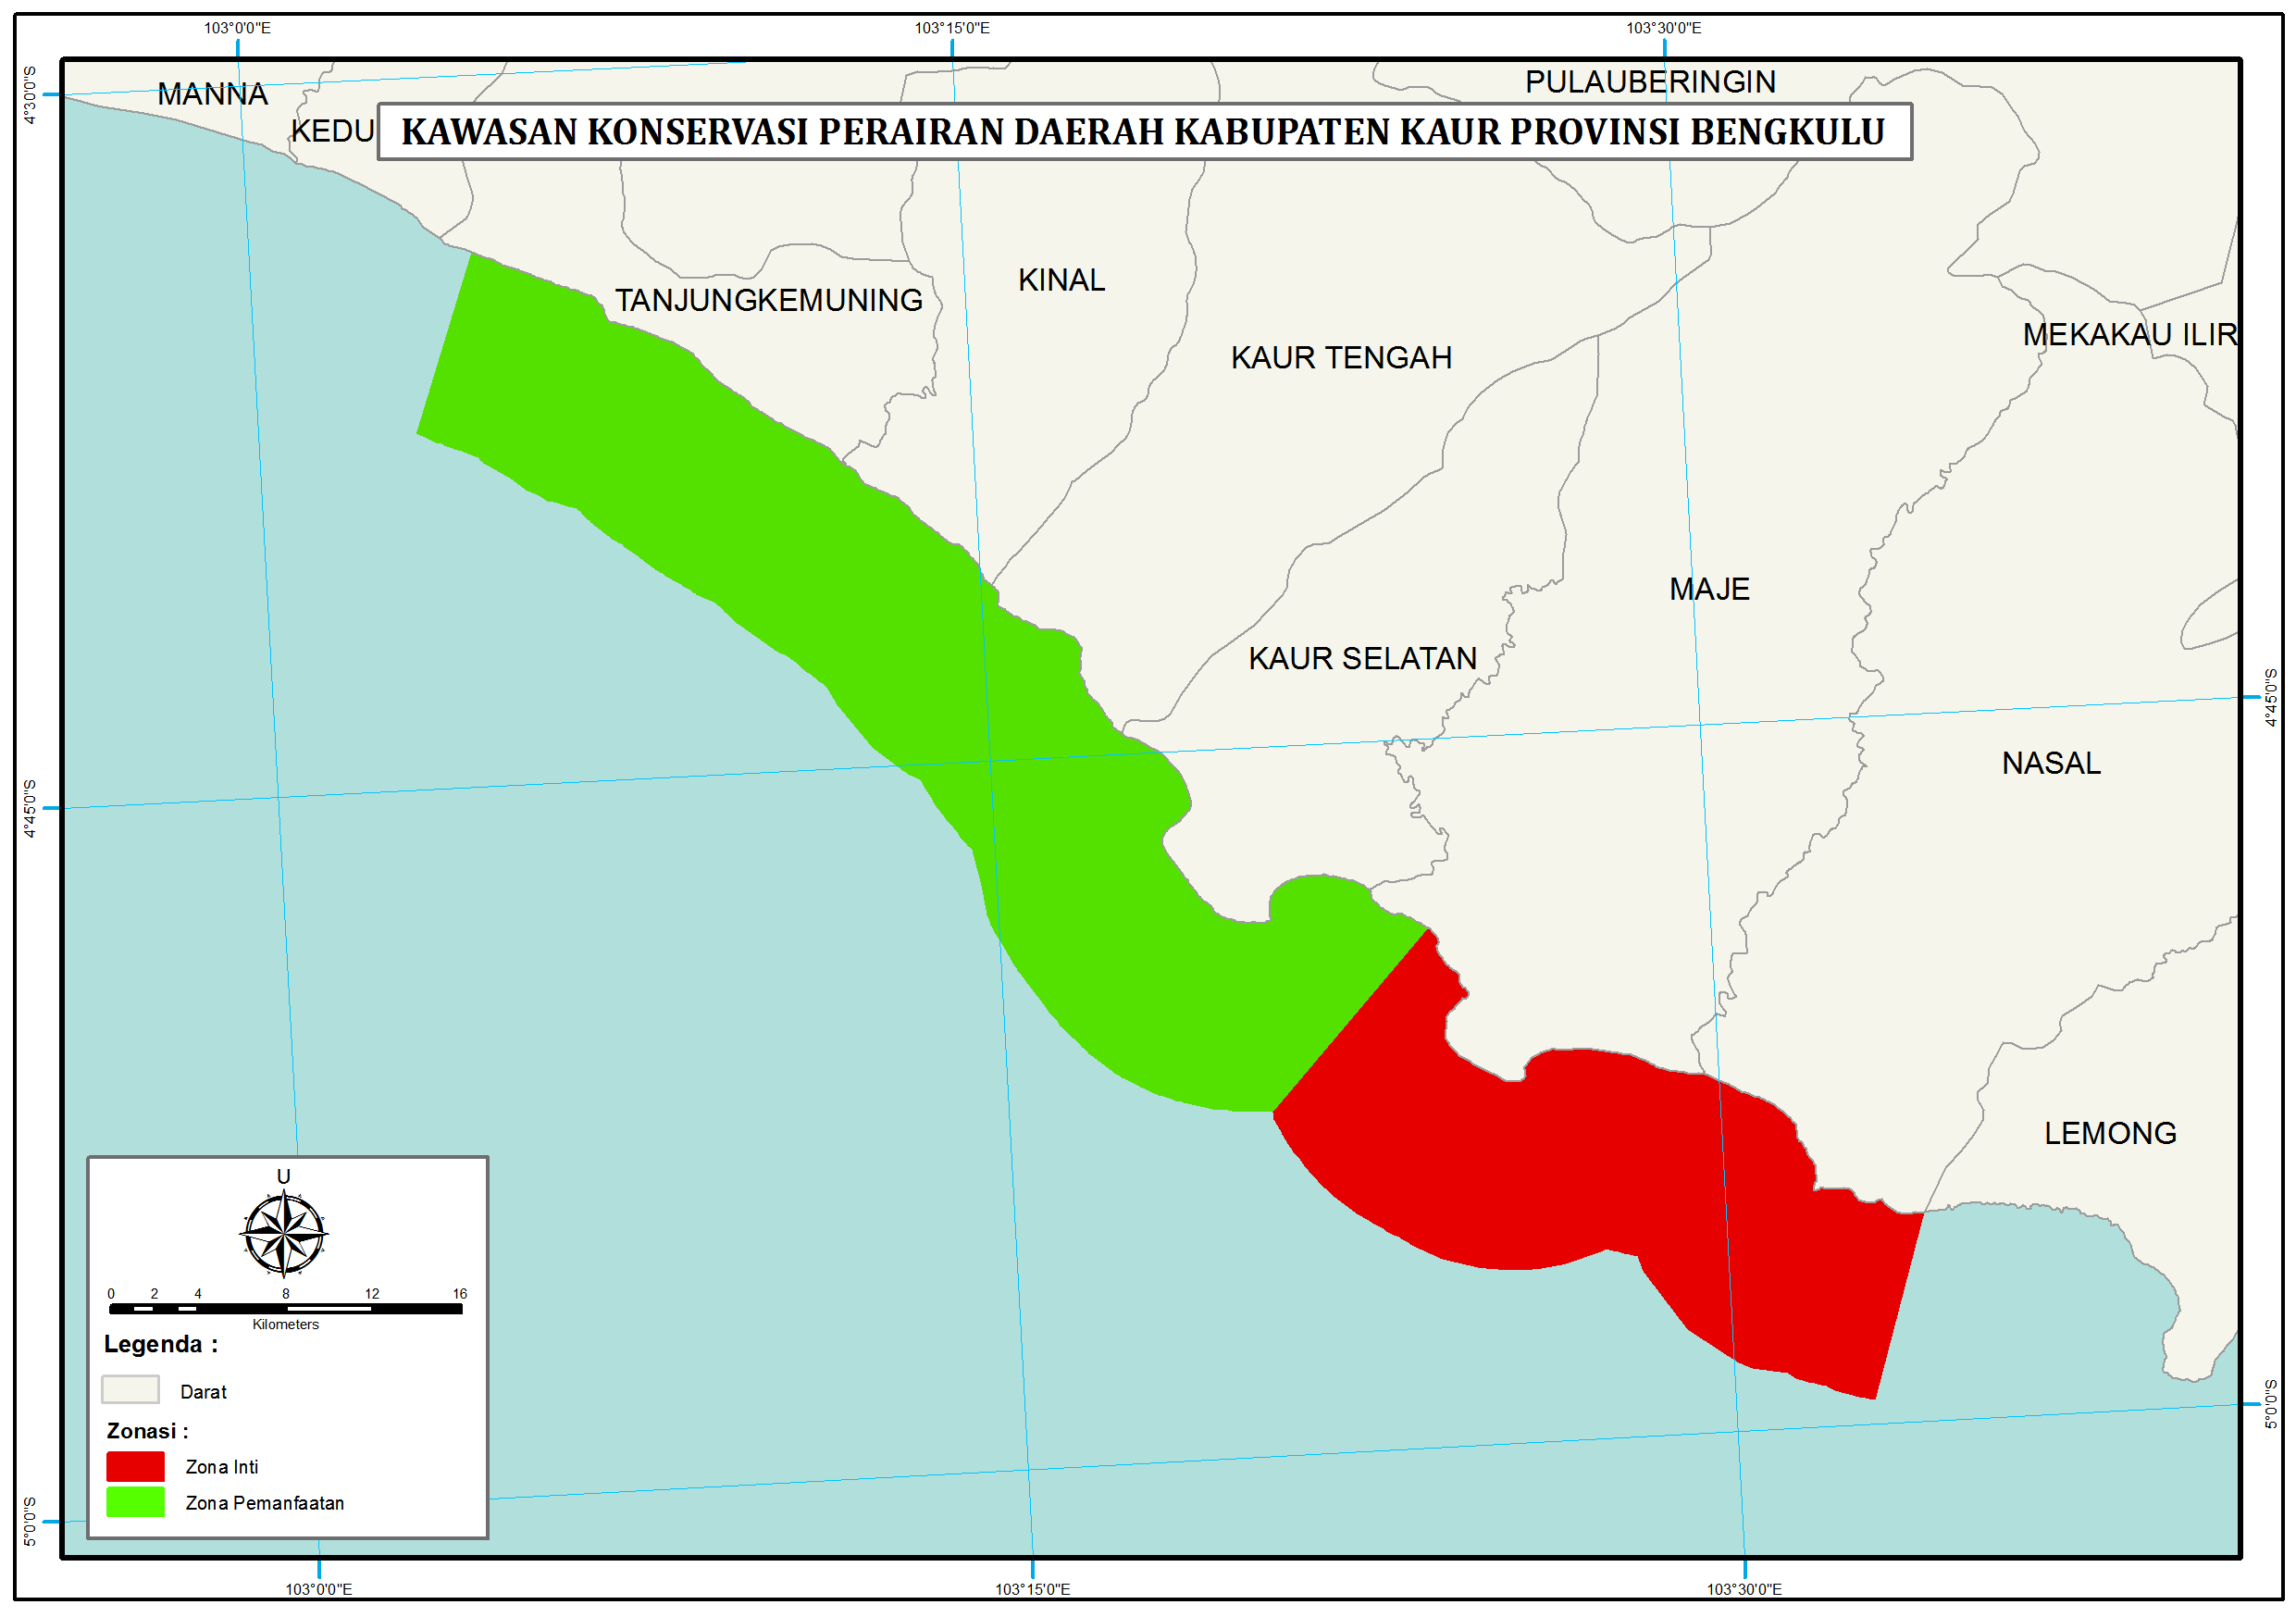 103°0'0"E
103°15'0"E
103°30'0"E
4°30'0"S
MANNA
PULAUBERINGIN
KEDU
KAWASAN KONSERVASI PERAIRAN DAERAH KABUPATEN KAUR PROVINSI BENGKULU
KINAL
TANJUNGKEMUNING
MEKAKAU ILIR
KAUR TENGAH
MAJE
KAUR SELATAN
4°45'0"S
NASAL
4°45'0"S
LEMONG
U
0 2 4 8 12 16
Kilometers
Legenda :
Darat
Zonasi :
Zona Inti
Zona Pemanfaatan
5°0'0"S
5°0'0"S
103°0'0"E
103°15'0"E
103°30'0"E